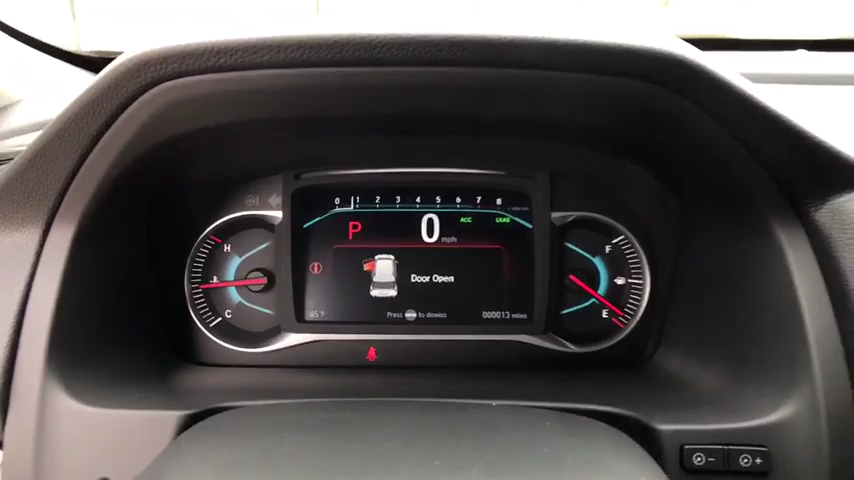 0 1 2 3 4 5 6 7 8
P 0 mph ACC LKAS
H F
Door Open
C E
85°F Press to dismiss 000013 miles
- +